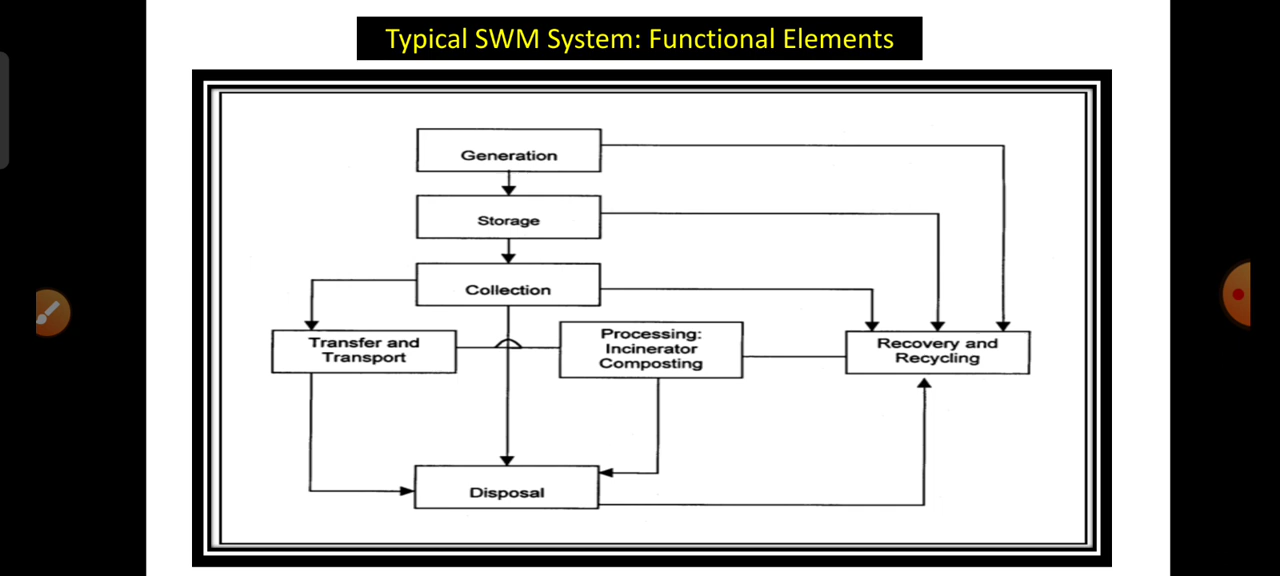 Typical SWM System: Functional Elements
Generation
Storage
Collection
Transfer and
Transport
Processing:
Incinerator
Composting
Recovery and
Recycling
Disposal